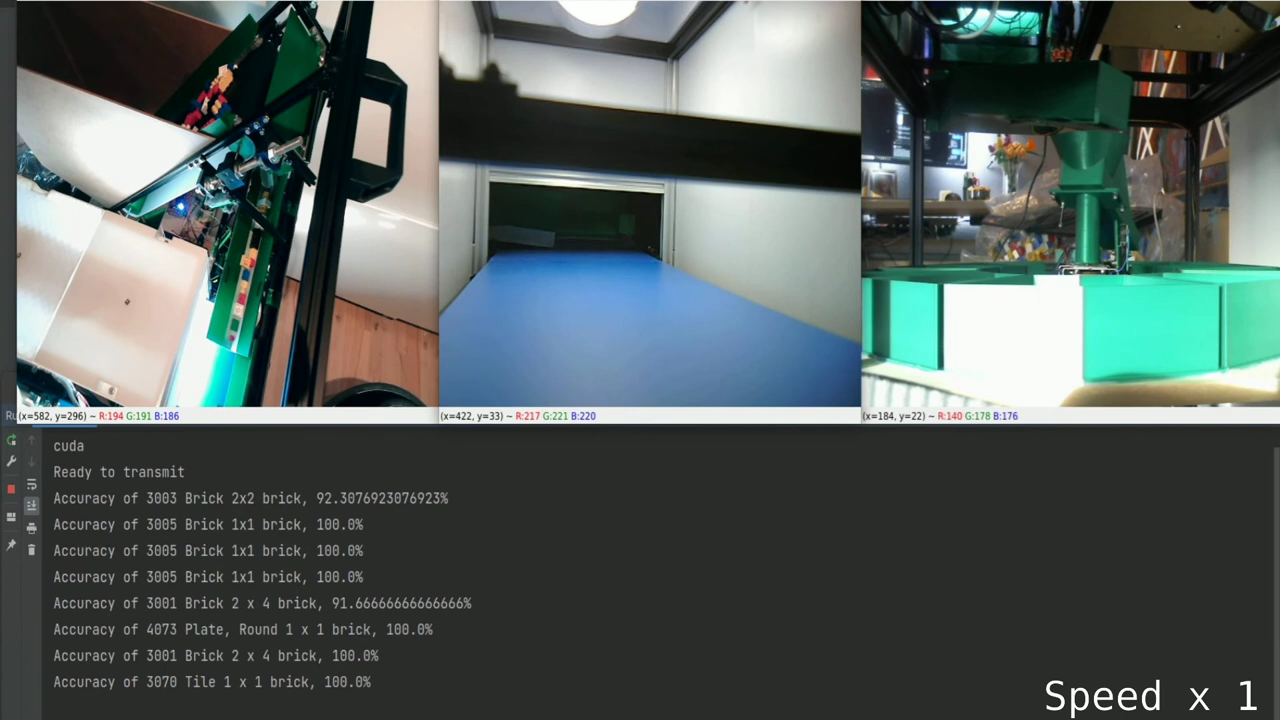 (x=582, y=296) ~ R:194 G:191 B:186
(x=422, y=33) ~ R:217 G:221 B:220
(x=184, y=22) ~ R:140 G:178 B:176
Ru
cuda
Ready to transmit
Accuracy of 3003 Brick 2x2 brick, 92.3076923076923%
Accuracy of 3005 Brick 1x1 brick, 100.0%
Accuracy of 3005 Brick 1x1 brick, 100.0%
Accuracy of 3005 Brick 1x1 brick, 100.0%
Accuracy of 3001 Brick 2 x 4 brick, 91.66666666666666%
Accuracy of 4073 Plate, Round 1 x 1 brick, 100.0%
Accuracy of 3001 Brick 2 x 4 brick, 100.0%
Accuracy of 3070 Tile 1 x 1 brick, 100.0%
Speed x 1